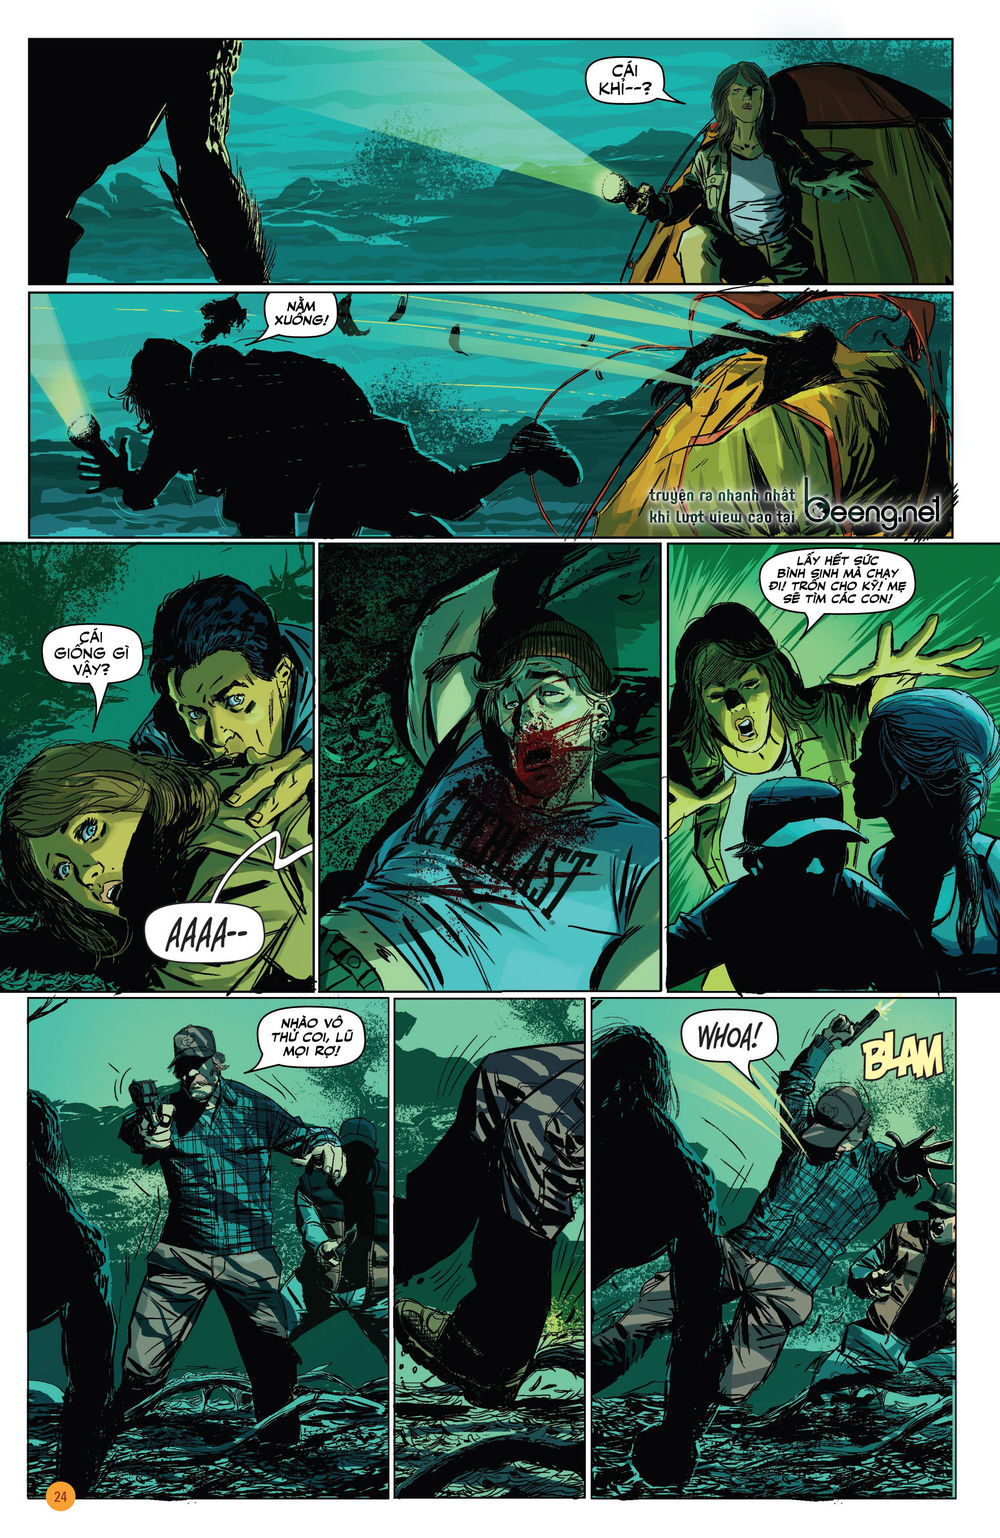 CÁI
KHỈ--?
NẰM
XUỐNG!
truyện ra nhanh nhất
khi lượt view cao tại
beeng.net
CÁI
GIỐNG GÌ
VẬY?
AAAA--
EVERLAST
LẤY HẾT SỨC
BÌNH SINH MÀ CHẠY
ĐI! TRỐN CHO KỸ! MẸ
SẼ TÌM CÁC CON!
NHÀO VÔ
THỬ COI, LŨ
MỌI RỢ!
WHOA!
BLAM
24